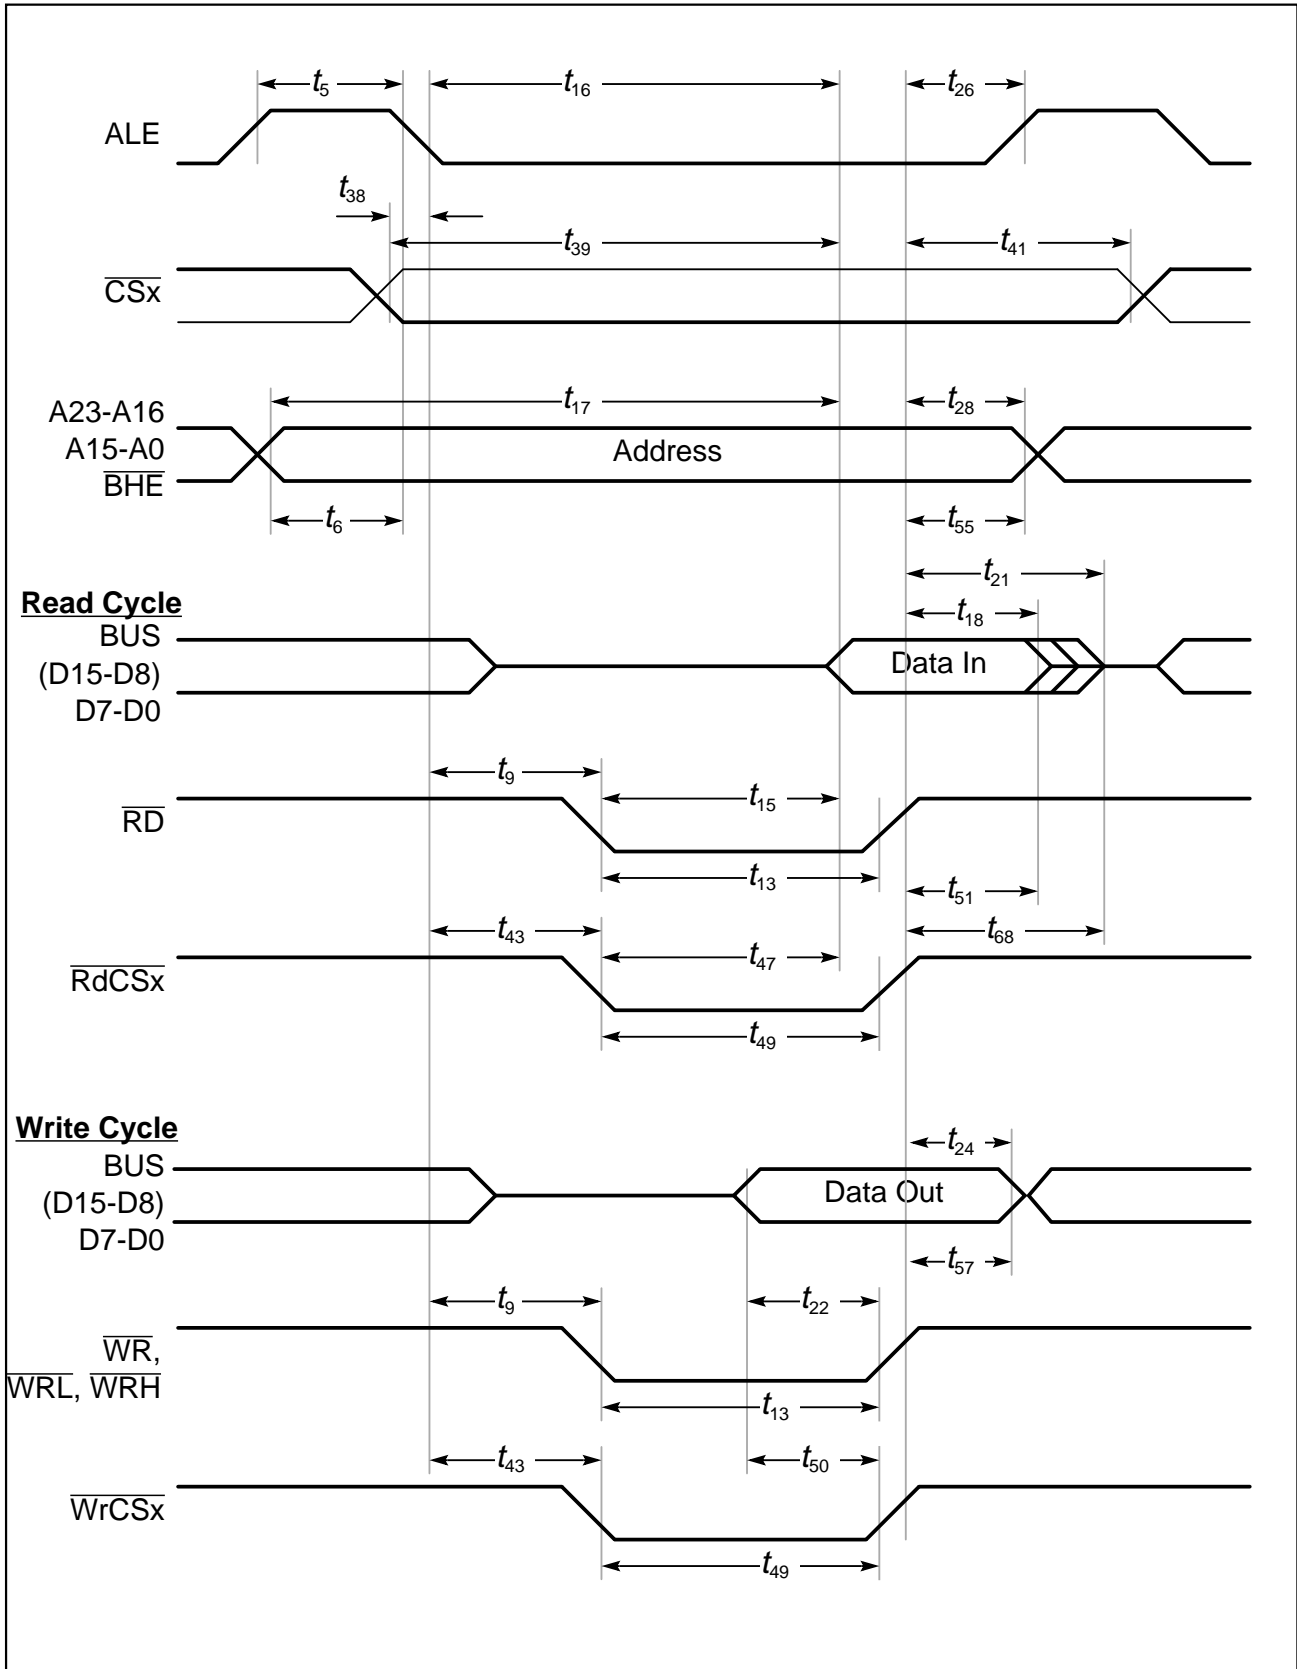 t5 t16 t26
ALE
t38
t39 t41
CSx
A23-A16 t17 t28
A15-A0 Address
BHE
t6 t55
t21
Read Cycle t18
BUS
(D15-D8) Data In
D7-D0
t9
t15
RD
t13 t51
t43 t68
t47
RdCSx
t49
Write Cycle
t24
BUS
(D15-D8) Data Out
D7-D0
t57
t9 t22
WR,
WRL, WRH
t13
t43 t50
WrCSx
t49